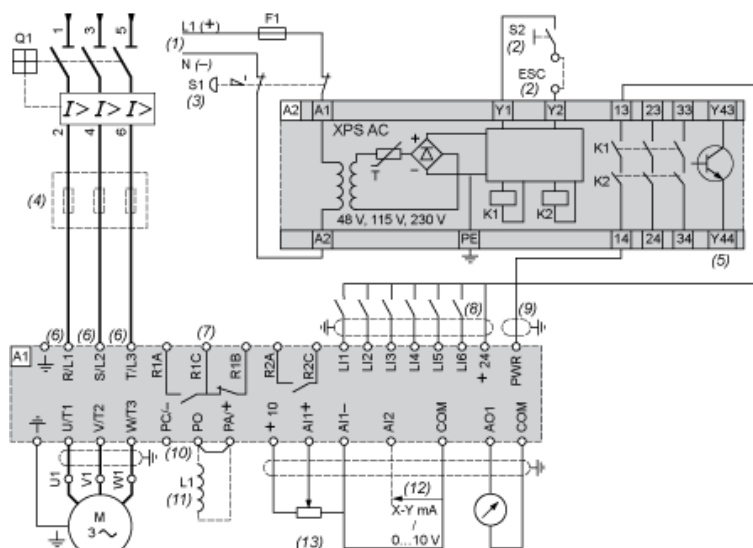 1 3 5
Q1
I> I> I>
2 4 6
(4)
L1 (+) F1
(1)
N (–)
S1
(3)
S2
(2)
ESC
(2)
A2 A1 Y1 Y2 13 23 33 Y43
XPS AC
+
T
–
K1
K2
K1 K2
48 V, 115 V, 230 V
A2 PE 14 24 34 Y44
(5)
(8) (9)
(6) (6) (6) (7)
A1
R/L1 S/L2 T/L3 R1A R1C R1B R2A R2C LI1 LI2 LI3 LI4 LI5 LI6 + 24 PWR
U/T1 V/T2 W/T3 PC/– PO PA/+ + 10 AI1+ AI1– AI2 COM AO1 COM
(10)
U1 V1 W1
L1
(11)
(12)
X-Y mA
/
0...10 V
M
3
(13)